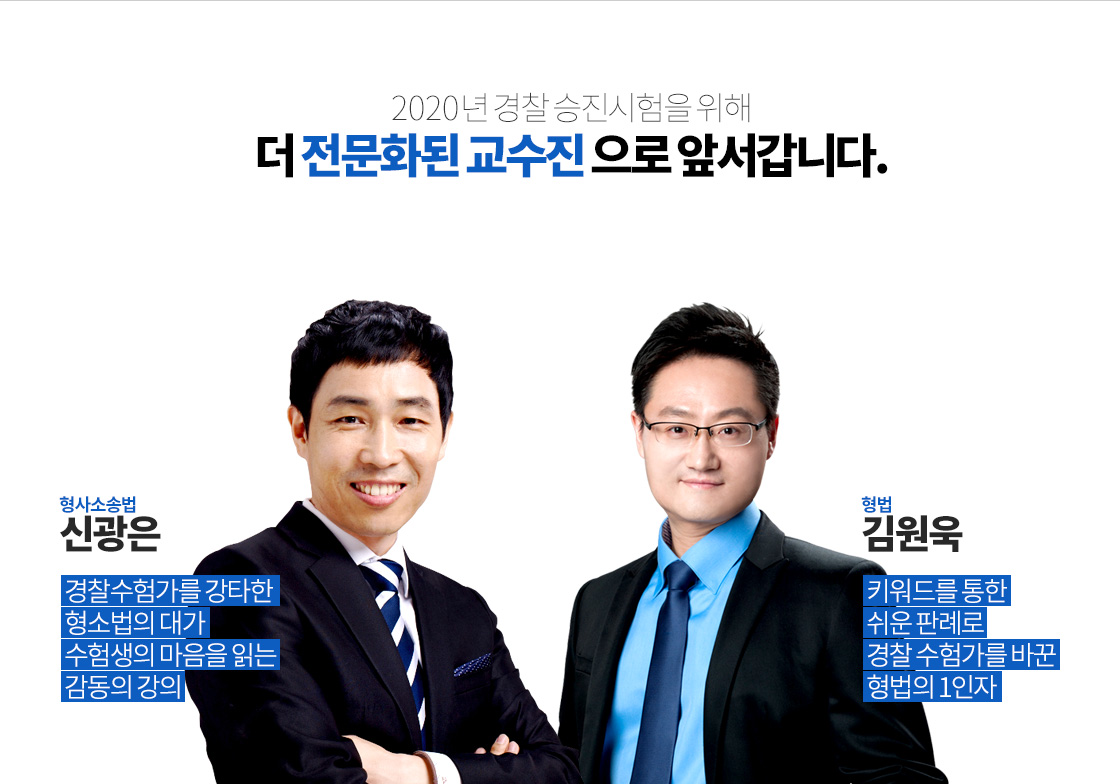 2020년 경찰 승진시험을 위해
더 전문화된 교수진 으로 앞서갑니다.
형사소송법
신광은
경찰수험가를 강타한
형소법의 대가
수험생의 마음을 읽는
감동의 강의
형법
김원욱
키워드를 통한
쉬운 판례로
경찰 수험가를 바꾼
형법의 1인자